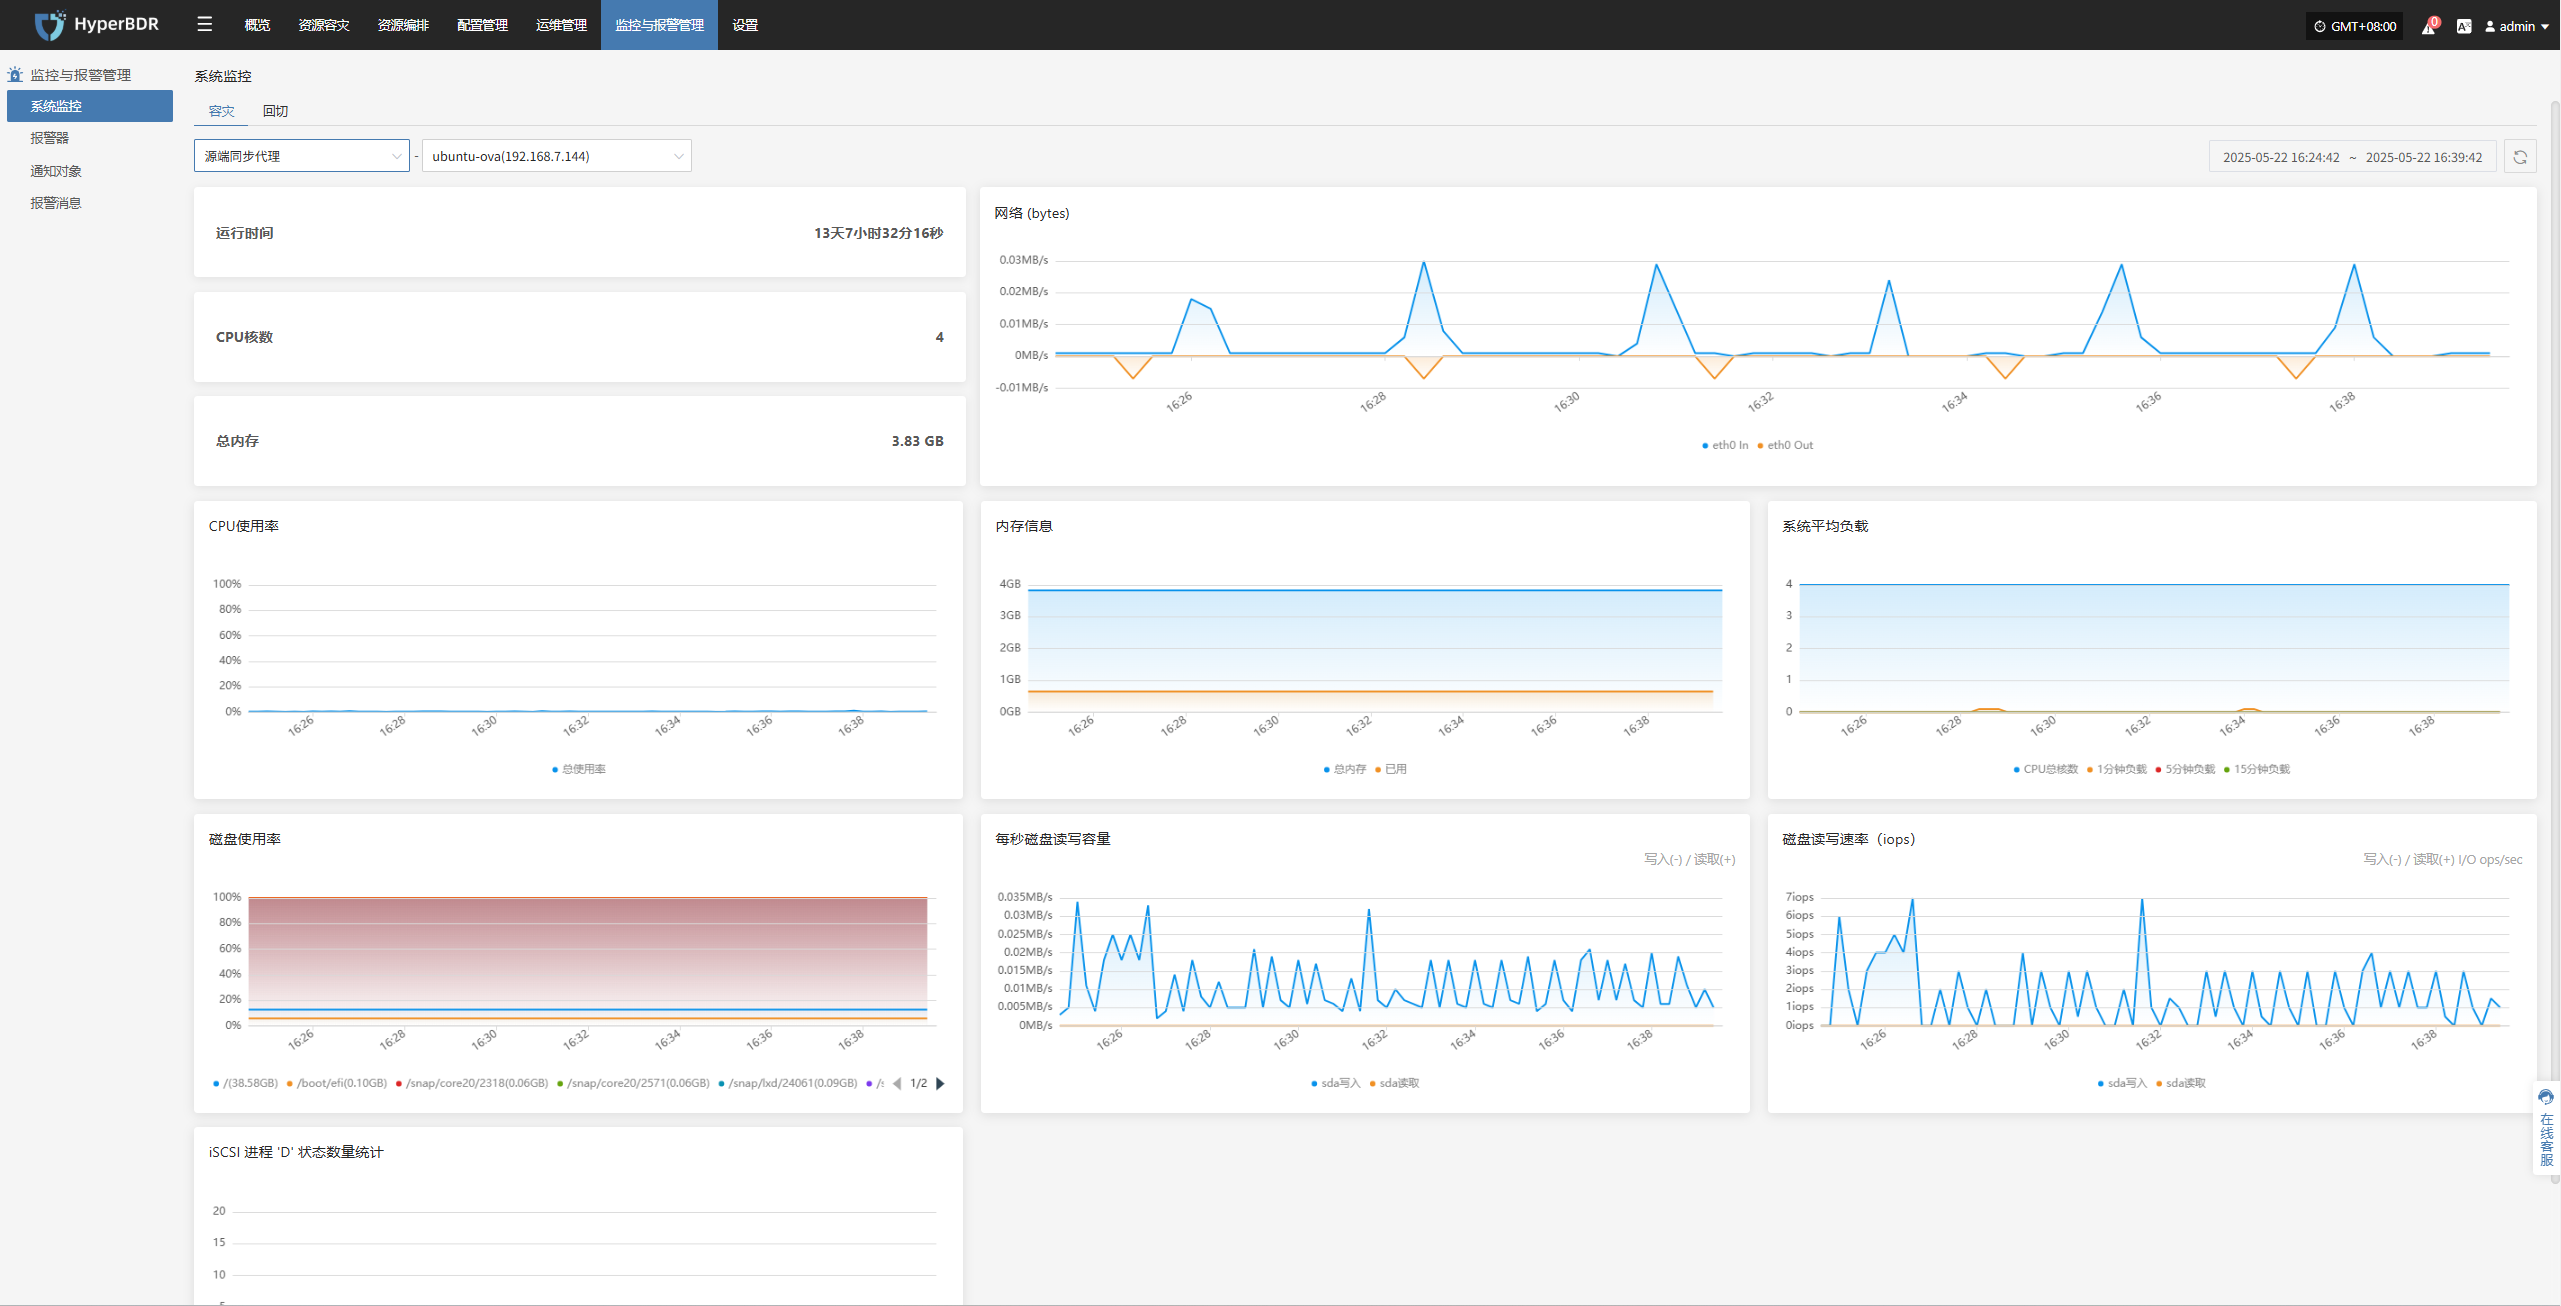 HyperBDR
概览 资源容灾 资源编排 配置管理 运维管理 监控与报警管理 设置
GMT+08:00 0 admin
监控与报警管理
系统监控
报警器
通知对象
报警消息
系统监控
容灾 回切
源端同步代理 - ubuntu-ova(192.168.7.144)
2025-05-22 16:24:42 ~ 2025-05-22 16:39:42
运行时间 13天7小时32分16秒
CPU核数 4
总内存 3.83 GB
网络 (bytes)
0.03MB/s
0.02MB/s
0.01MB/s
0MB/s
-0.01MB/s
16:26 16:28 16:30 16:32 16:34 16:36 16:38
eth0 In eth0 Out
CPU使用率
100%
80%
60%
40%
20%
0%
16:26 16:28 16:30 16:32 16:34 16:36 16:38
总使用率
内存信息
4GB
3GB
2GB
1GB
0GB
16:26 16:28 16:30 16:32 16:34 16:36 16:38
总内存 已用
系统平均负载
4
3
2
1
0
16:26 16:28 16:30 16:32 16:34 16:36 16:38
CPU总核数 1分钟负载 5分钟负载 15分钟负载
磁盘使用率
100%
80%
60%
40%
20%
0%
16:26 16:28 16:30 16:32 16:34 16:36 16:38
/(38.58GB) /boot/efi(0.10GB) /snap/core20/2318(0.06GB) /snap/core20/2571(0.06GB) /snap/lxd/24061(0.09GB) /s 1/2
每秒磁盘读写容量
写入(-) / 读取(+)
0.035MB/s
0.03MB/s
0.025MB/s
0.02MB/s
0.015MB/s
0.01MB/s
0.005MB/s
0MB/s
16:26 16:28 16:30 16:32 16:34 16:36 16:38
sda写入 sda读取
磁盘读写速率（iops）
写入(-) / 读取(+) I/O ops/sec
7iops
6iops
5iops
4iops
3iops
2iops
1iops
0iops
16:26 16:28 16:30 16:32 16:34 16:36 16:38
sda写入 sda读取
iSCSI 进程 'D' 状态数量统计
20
15
10
5
在线客服